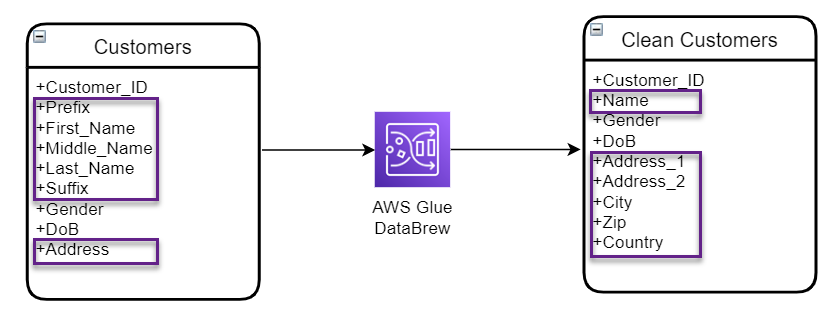 Customers
+Customer_ID
+Prefix
+First_Name
+Middle_Name
+Last_Name
+Suffix
+Gender
+DoB
+Address
AWS Glue
DataBrew
Clean Customers
+Customer_ID
+Name
+Gender
+DoB
+Address_1
+Address_2
+City
+Zip
+Country